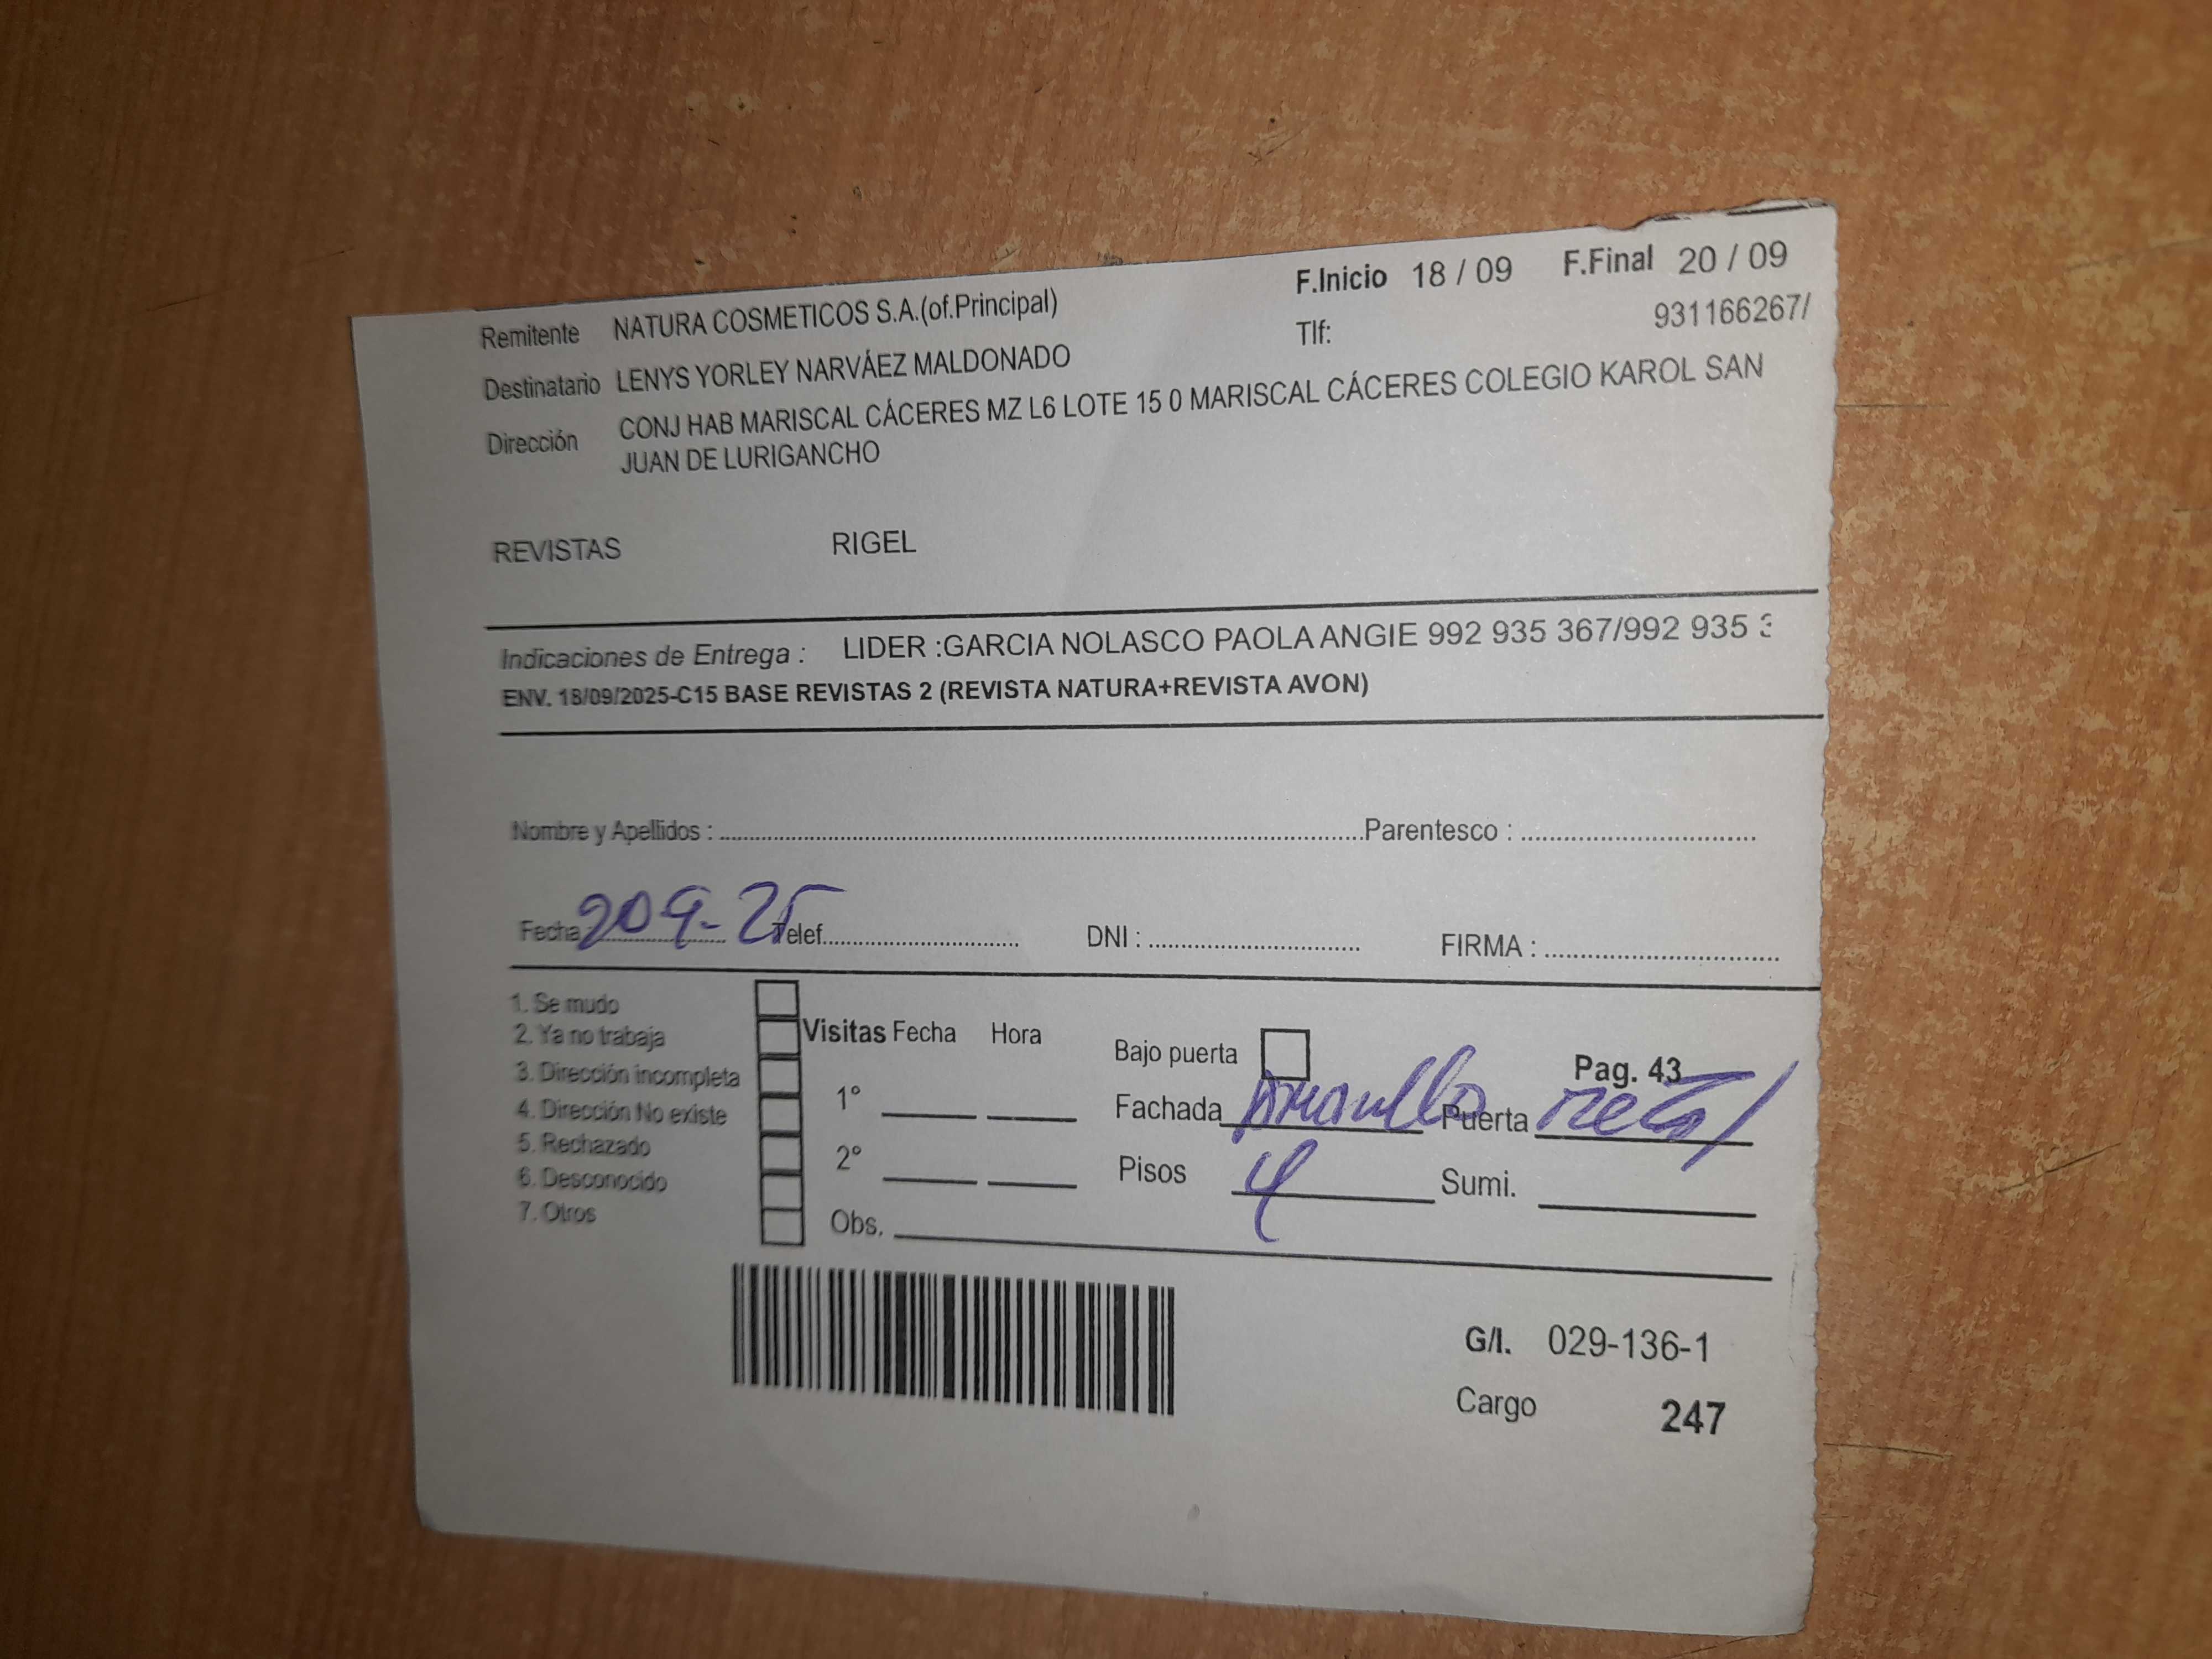 F.Inicio 18 / 09 F.Final 20 / 09
Remitente NATURA COSMETICOS S.A.(of.Principal) Tlf: 931166267/
Destinatario LENYS YORLEY NARVÁEZ MALDONADO
Dirección CONJ HAB MARISCAL CÁCERES MZ L6 LOTE 15 0 MARISCAL CÁCERES COLEGIO KAROL SAN
JUAN DE LURIGANCHO
REVISTAS RIGEL
Indicaciones de Entrega : LIDER :GARCIA NOLASCO PAOLA ANGIE 992 935 367/992 935 3
ENV. 18/09/2025-C15 BASE REVISTAS 2 (REVISTA NATURA+REVISTA AVON)
Nombre y Apellidos : Parentesco :
Fecha 209-25 Telef. DNI : FIRMA :
1. Se mudo
2. Ya no trabaja
3. Dirección incompleta
4. Dirección No existe
5. Rechazado
6. Desconocido
7. Otros
Visitas Fecha Hora
1°
2°
Obs.
Bajo puerta Pag. 43
Fachada Amarillo Puerta metal
Pisos 4 Sumi.
G/I. 029-136-1
Cargo 247